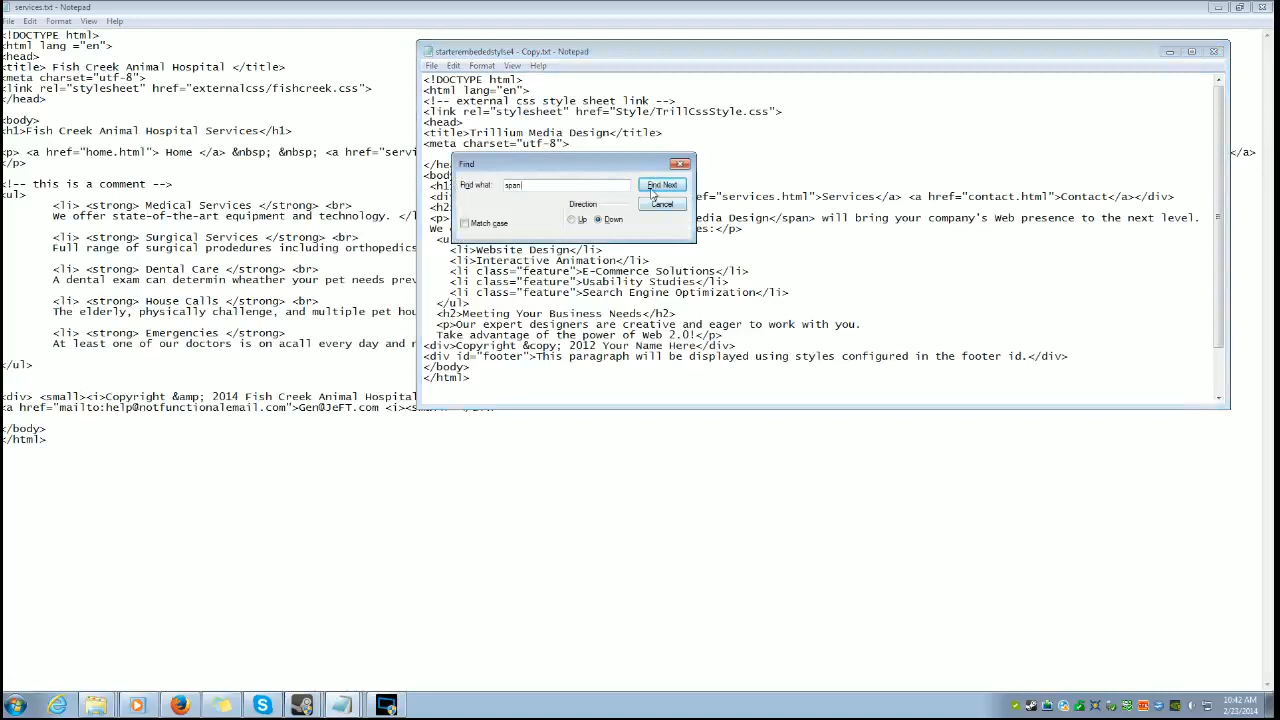 services.txt - Notepad
File Edit Format View Help
<!DOCTYPE html>
<html lang ="en">
<head>
<title> Fish Creek Animal Hospital </title>
<meta charset="utf-8">
<link rel="stylesheet" href="externalcss/fishcreek.css">
</head>
<body>
<h1>Fish Creek Animal Hospital Services</h1>
<p> <a href="home.html"> Home </a> &nbsp; &nbsp; <a href="serv
/a>
</p>
<!-- this is a comment -->
<ul>
<li> <strong> Medical Services </strong> <br>
We offer state-of-the-art equipment and technology. </
<li> <strong> Surgical Services </strong> <br>
Full range of surgical prodedures including orthopedics
<li> <strong> Dental Care </strong> <br>
A dental exam can determin wheather your pet needs prev
<li> <strong> House Calls </strong> <br>
The elderly, physically challenge, and multiple pet hou
<li> <strong> Emergencies </strong>
At least one of our doctors is on acall every day and
</ul>
<div> <small><i>Copyright &amp; 2014 Fish Creek Animal Hospital
<a href="mailto:help@notfunctionalemail.com">Gen@JeFT.com <i><
</body>
</html>
starterembededstylse4 - Copy.txt - Notepad
File Edit Format View Help
<!DOCTYPE html>
<html lang="en">
<!-- external css style sheet link -->
<link rel="stylesheet" href="Style/TrillCssStyle.css">
<head>
<title>Trillium Media Design</title>
<meta charset="utf-8">
</he
<body
<h1
<di
="services.html">Services</a> <a href="contact.html">Contact</a></div>
<h2
<p>
media Design</span> will bring your company's Web presence to the next level.
We o
es:</p>
<ul
<li>Website Design</li>
<li>Interactive Animation</li>
<li class="feature">E-Commerce Solutions</li>
<li class="feature">Usability Studies</li>
<li class="feature">Search Engine Optimization</li>
</ul>
<h2>Meeting Your Business Needs</h2>
<p>Our expert designers are creative and eager to work with you.
Take advantage of the power of Web 2.0!</p>
<div>Copyright &copy; 2012 Your Name Here</div>
<div id="footer">This paragraph will be displayed using styles configured in the footer id.</div>
</body>
</html>
Find
Find what: span
Find Next
Direction
Cancel
Up Down
Match case
10:42 AM
2/23/2014